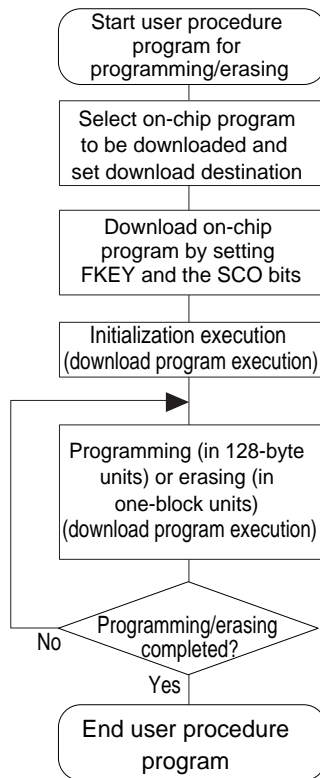 Start user procedure
program for
programming/erasing
Select on-chip program
to be downloaded and
set download destination
Download on-chip
program by setting
FKEY and the SCO bits
Initialization execution
(download program execution)
Programming (in 128-byte
units) or erasing (in
one-block units)
(download program execution)
Programming/erasing
completed?
No
Yes
End user procedure
program